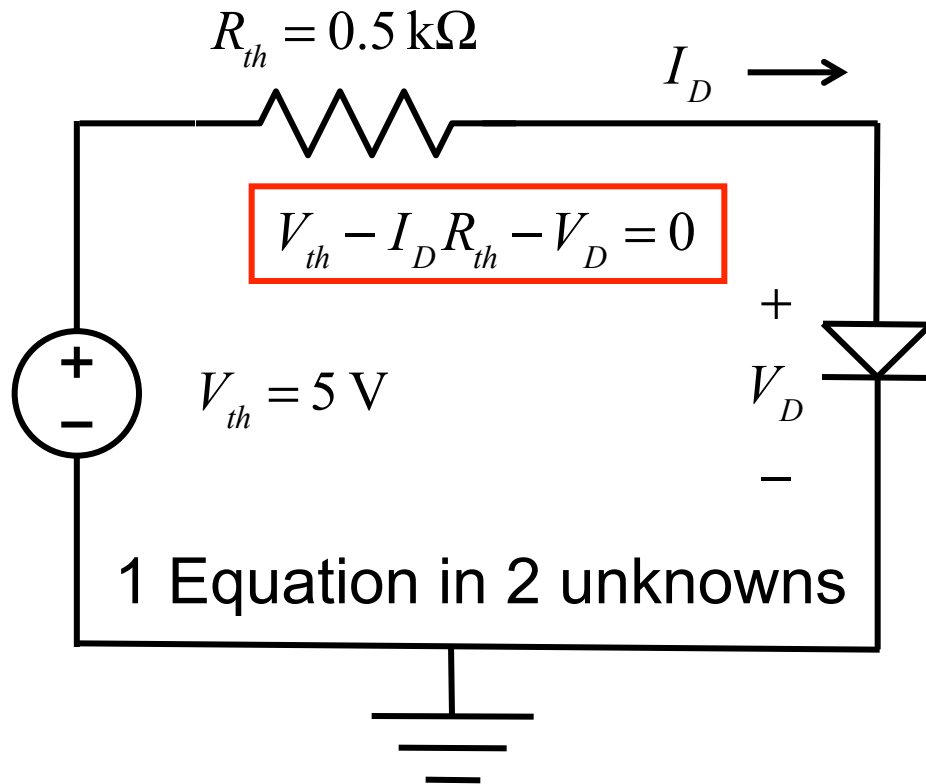 R_th = 0.5 kΩ
I_D
V_th − I_D R_th − V_D = 0
+
+
−
V_th = 5 V
V_D
−
1 Equation in 2 unknowns